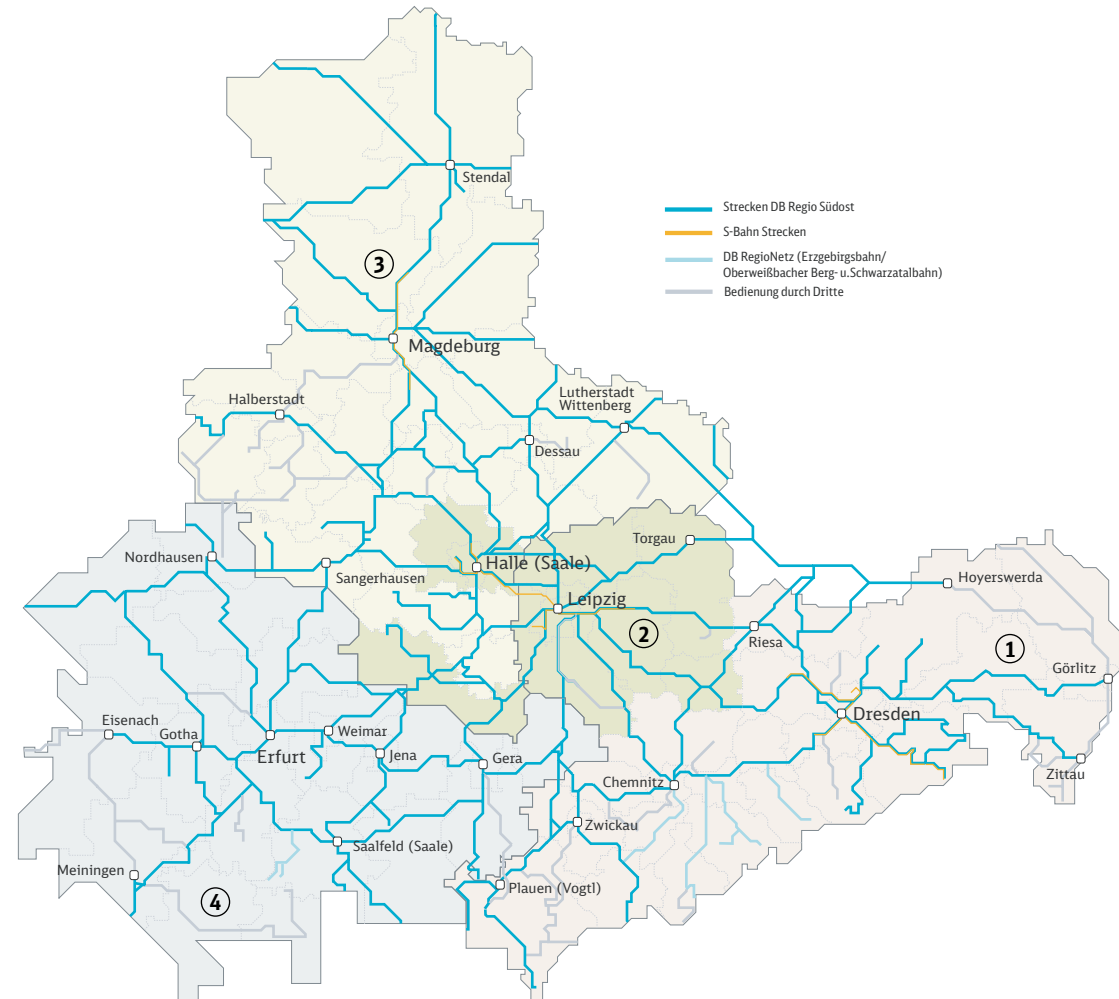 Stendal
Strecken DB Regio Südost
S-Bahn Strecken
DB RegioNetz (Erzgebirgsbahn/
Oberweißbacher Berg- u.Schwarzatalbahn)
Bedienung durch Dritte
3
Magdeburg
Halberstadt
Lutherstadt
Wittenberg
Dessau
Torgau
Nordhausen
Halle (Saale)
Sangerhausen
Hoyerswerda
Leipzig
2
Riesa
1
Görlitz
Dresden
Eisenach
Gotha
Weimar
Erfurt
Jena
Gera
Chemnitz
Zittau
Zwickau
Saalfeld (Saale)
Meiningen
Plauen (Vogtl)
4